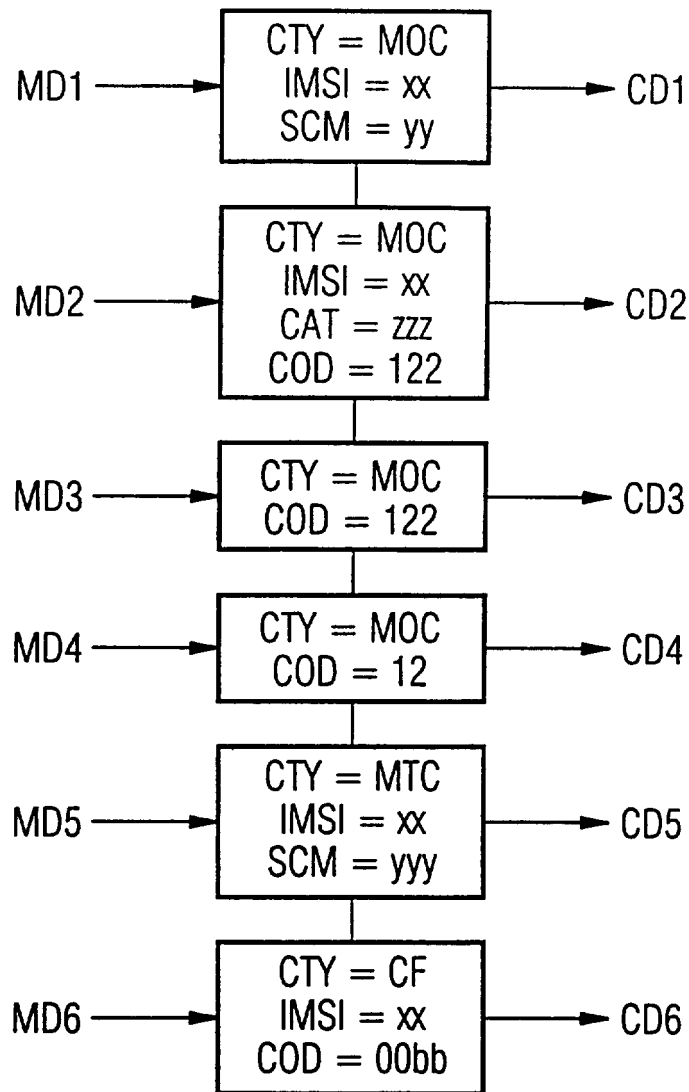 CTY = MOC
MD1 IMSI = xx CD1
SCM = yy
CTY = MOC
IMSI = xx
MD2 CD2
CAT = zzz
COD = 122
CTY = MOC
MD3 CD3
COD = 122
CTY = MOC
MD4 CD4
COD = 12
CTY = MTC
MD5 IMSI = xx CD5
SCM = yyy
CTY = CF
MD6 IMSI = xx CD6
COD = 00bb